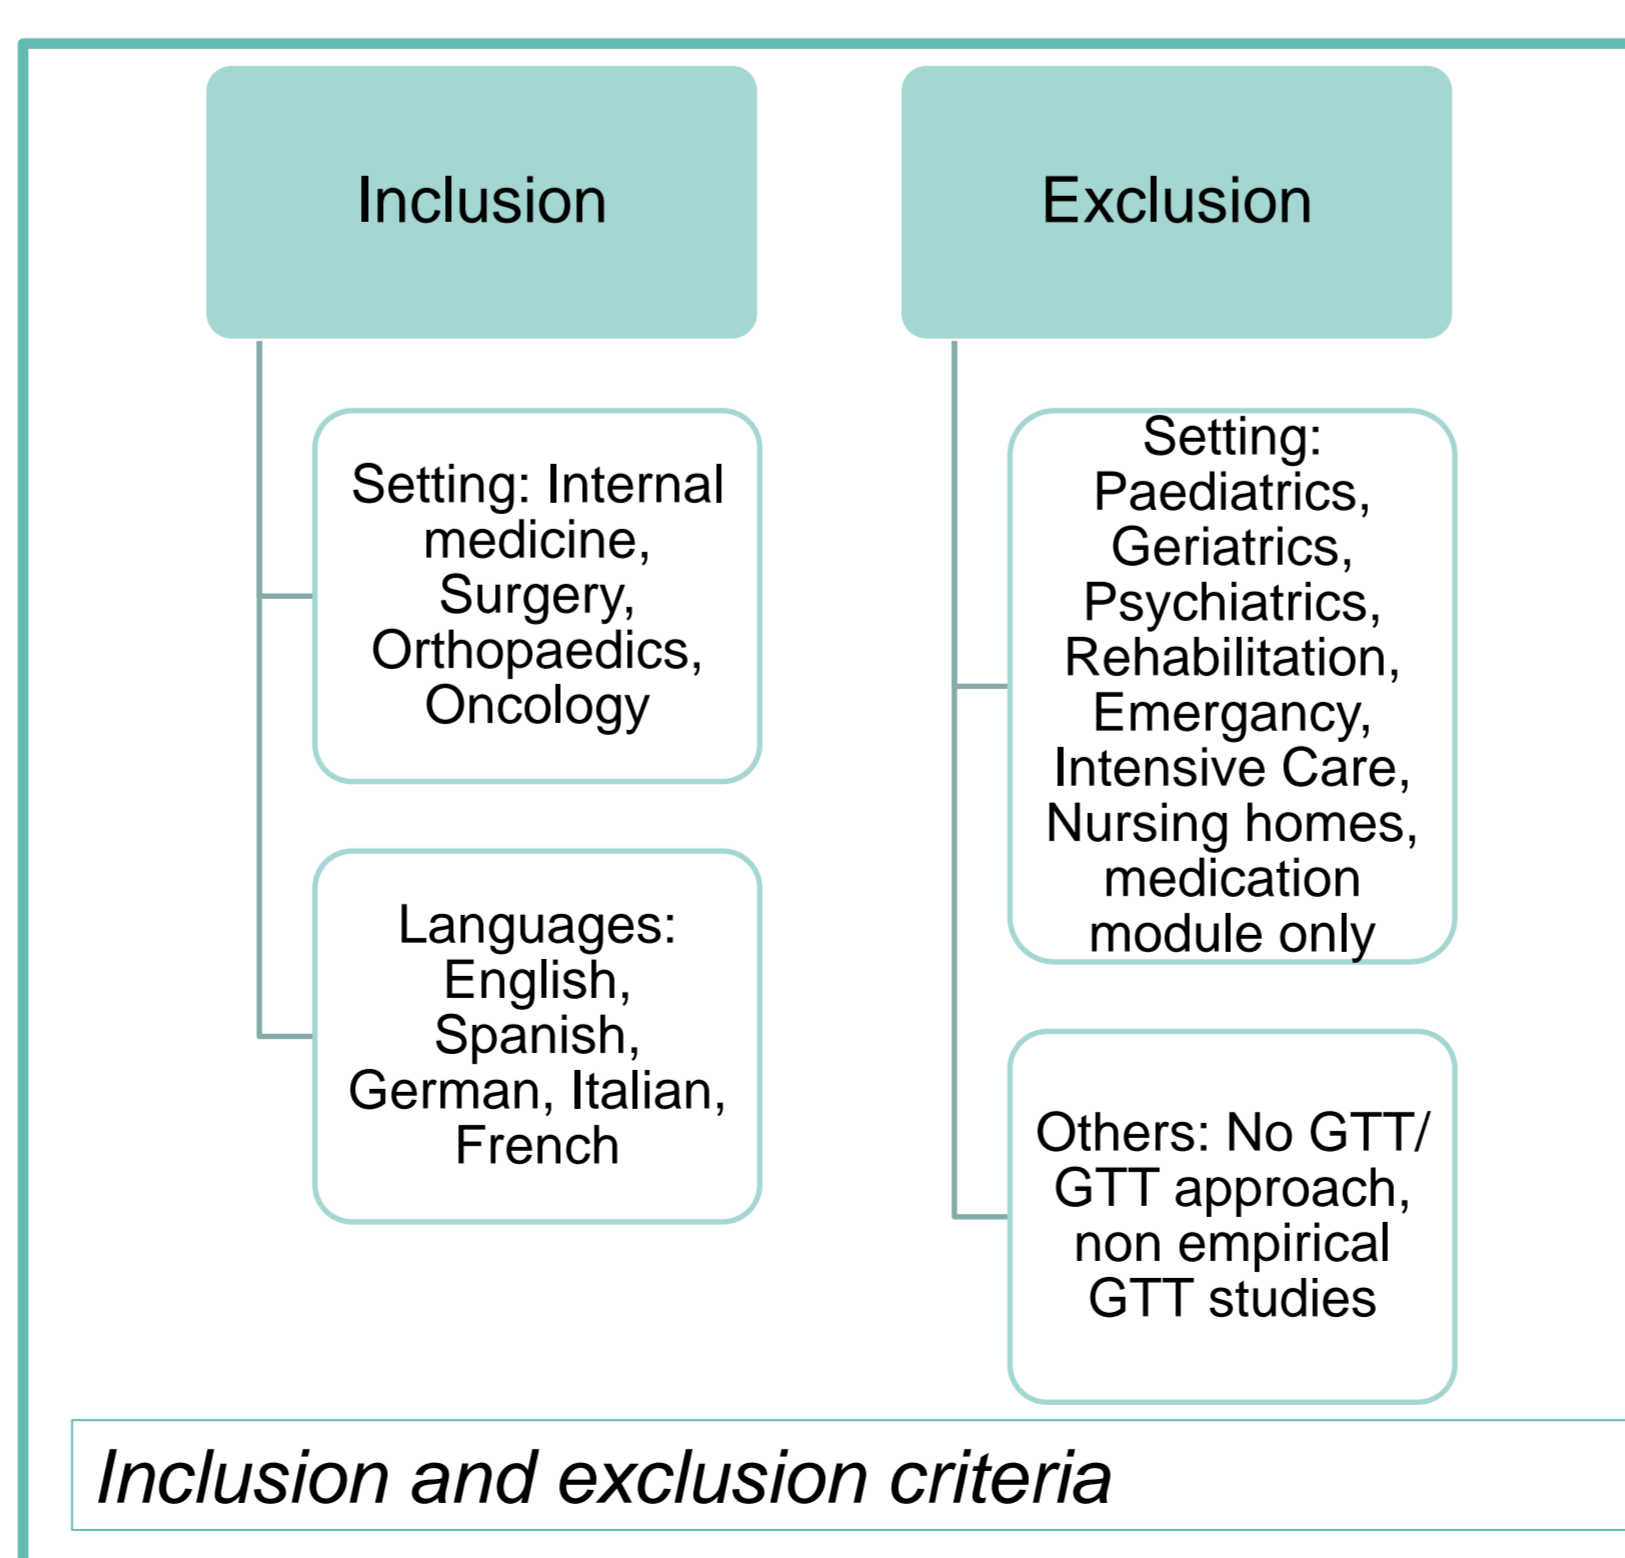 Inclusion
Setting: Internal
medicine,
Surgery,
Orthopaedics,
Oncology
Languages:
English,
Spanish,
German, Italian,
French
Exclusion
Setting:
Paediatrics,
Geriatrics,
Psychiatrics,
Rehabilitation,
Emergancy,
Intensive Care,
Nursing homes,
medication
module only
Others: No GTT/
GTT approach,
non empirical
GTT studies
Inclusion and exclusion criteria